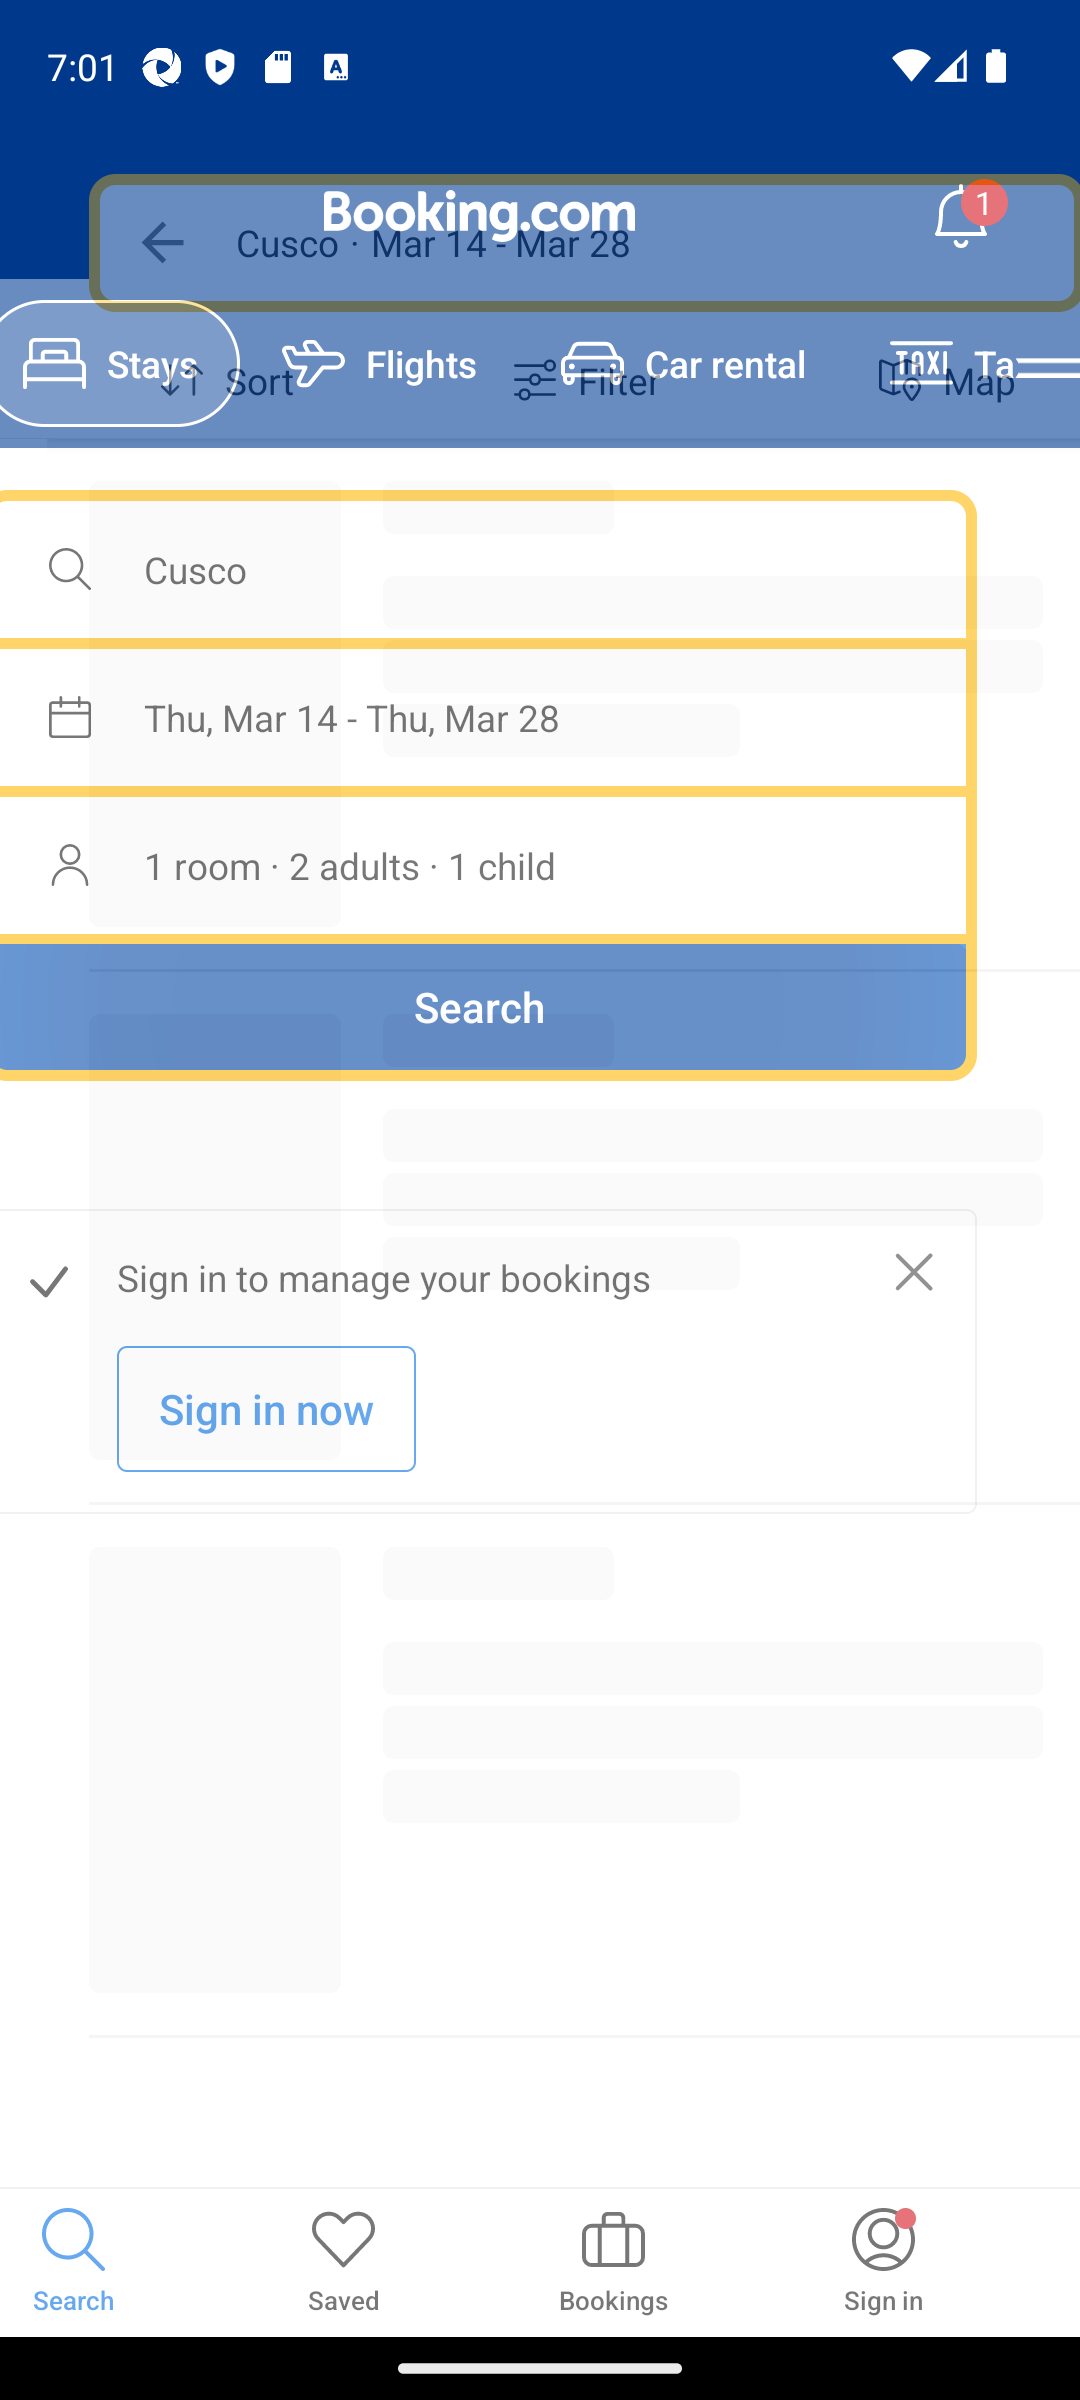 7:01
Booking.com
1
Cusco · Mar 14 - Mar 28
Stays
Flights
Car rental
Ta
Sort
Filter
Map
Cusco
Thu, Mar 14 - Thu, Mar 28
1 room · 2 adults · 1 child
Search
Sign in to manage your bookings
Sign in now
Search
Saved
Bookings
Sign in